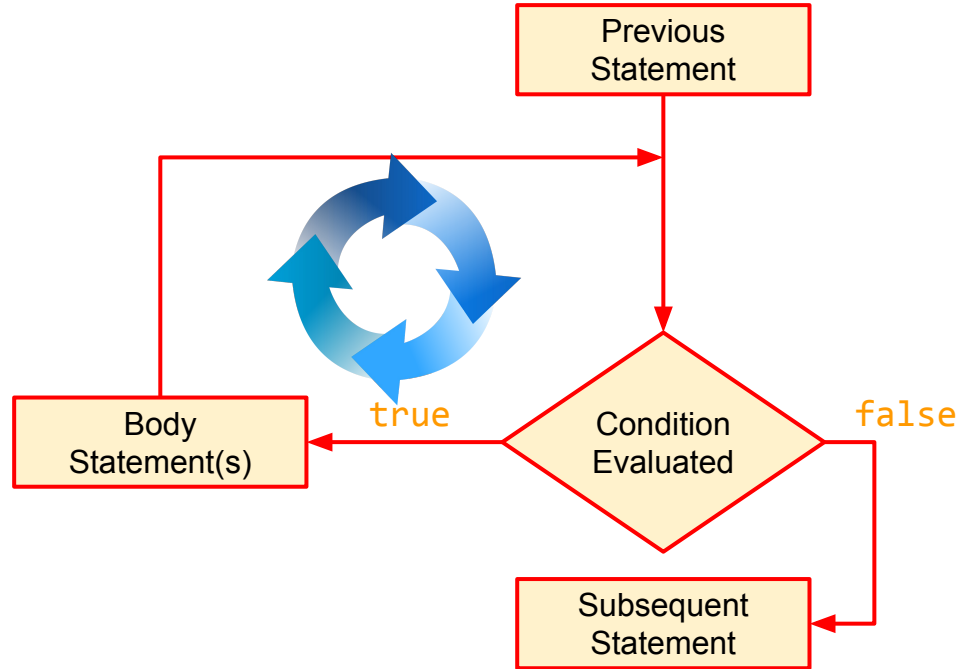 Previous
Statement
true
false
Body
Statement(s)
Condition
Evaluated
Subsequent
Statement